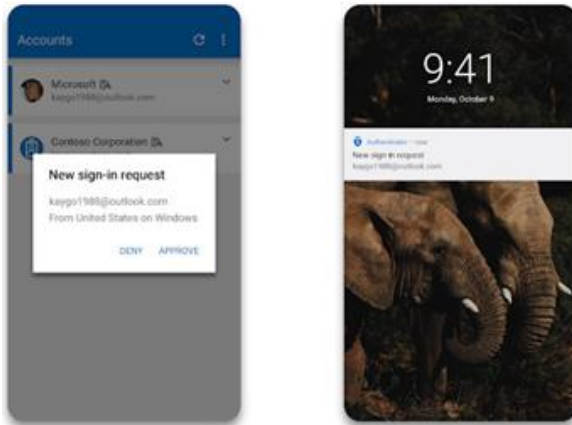 Accounts
Microsoft
kaygo1988@outlook.com
Contoso Corporation
New sign-in request
kaygo1988@outlook.com
From United States on Windows
DENY APPROVE
9:41
Monday, October 9
Authenticator • now
New sign in request
kaygo1988@outlook.com